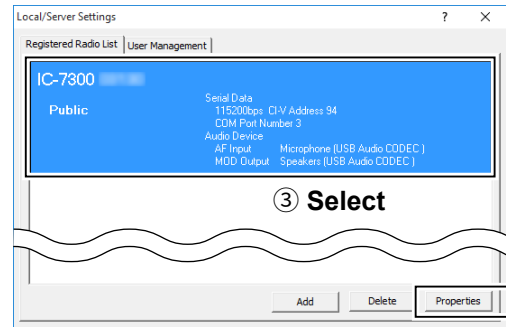 Local/Server Settings ? ×
Registered Radio List User Management
IC-7300
Public
Serial Data
115200bps CI-V Address 94
COM Port Number 3
Audio Device
AF Input Microphone (USB Audio CODEC )
MOD Output Speakers (USB Audio CODEC )
③ Select
Add Delete Properties